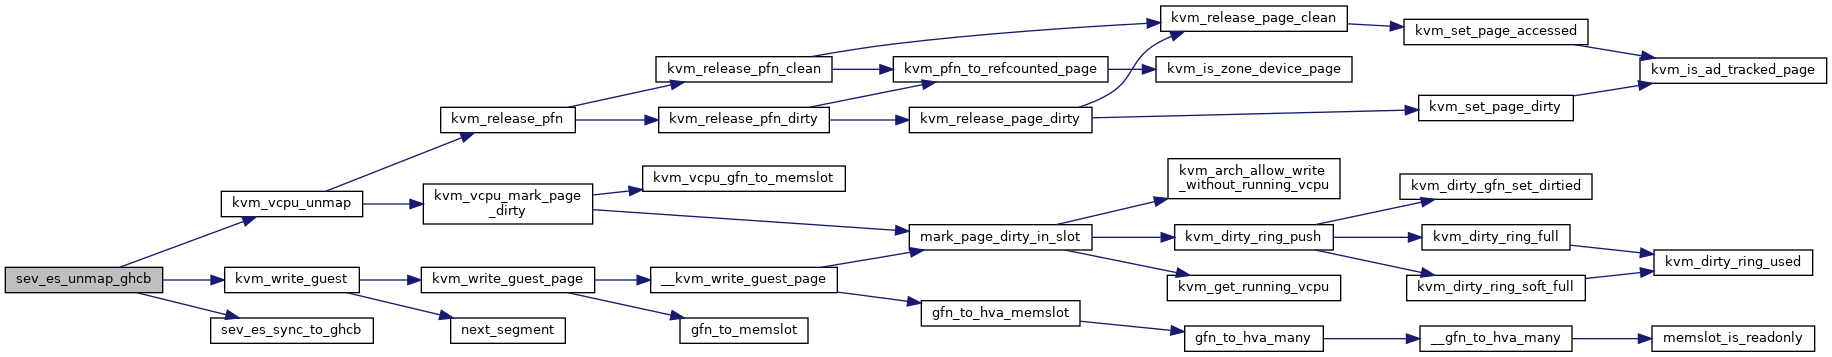 kvm_release_page_clean
kvm_set_page_accessed
kvm_release_pfn_clean
kvm_pfn_to_refcounted_page
kvm_is_zone_device_page
kvm_is_ad_tracked_page
kvm_release_pfn
kvm_release_pfn_dirty
kvm_release_page_dirty
kvm_set_page_dirty
kvm_vcpu_gfn_to_memslot
kvm_arch_allow_write
_without_running_vcpu
kvm_dirty_gfn_set_dirtied
kvm_vcpu_unmap
kvm_vcpu_mark_page
_dirty
mark_page_dirty_in_slot
kvm_dirty_ring_push
kvm_dirty_ring_full
kvm_dirty_ring_used
sev_es_unmap_ghcb
kvm_write_guest
kvm_write_guest_page
__kvm_write_guest_page
kvm_get_running_vcpu
kvm_dirty_ring_soft_full
gfn_to_hva_memslot
sev_es_sync_to_ghcb
next_segment
gfn_to_memslot
gfn_to_hva_many
__gfn_to_hva_many
memslot_is_readonly